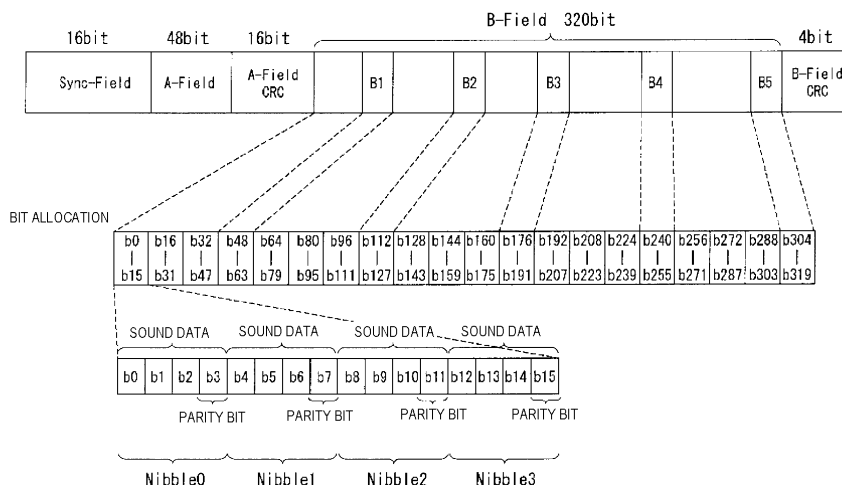 B-Field 320bit
16bit 48bit 16bit 4bit
Sync-Field A-Field A-Field CRC B1 B2 B3 B4 B5 B-Field CRC
BIT ALLOCATION
b0 b16 b32 b48 b64 b80 b96 b112 b128 b144 b160 b176 b192 b208 b224 b240 b256 b272 b288 b304
b15 b31 b47 b63 b79 b95 b111 b127 b143 b159 b175 b191 b207 b223 b239 b255 b271 b287 b303 b319
SOUND DATA SOUND DATA SOUND DATA SOUND DATA
b0 b1 b2 b3 b4 b5 b6 b7 b8 b9 b10 b11 b12 b13 b14 b15
PARITY BIT PARITY BIT PARITY BIT PARITY BIT
Nibble0 Nibble1 Nibble2 Nibble3